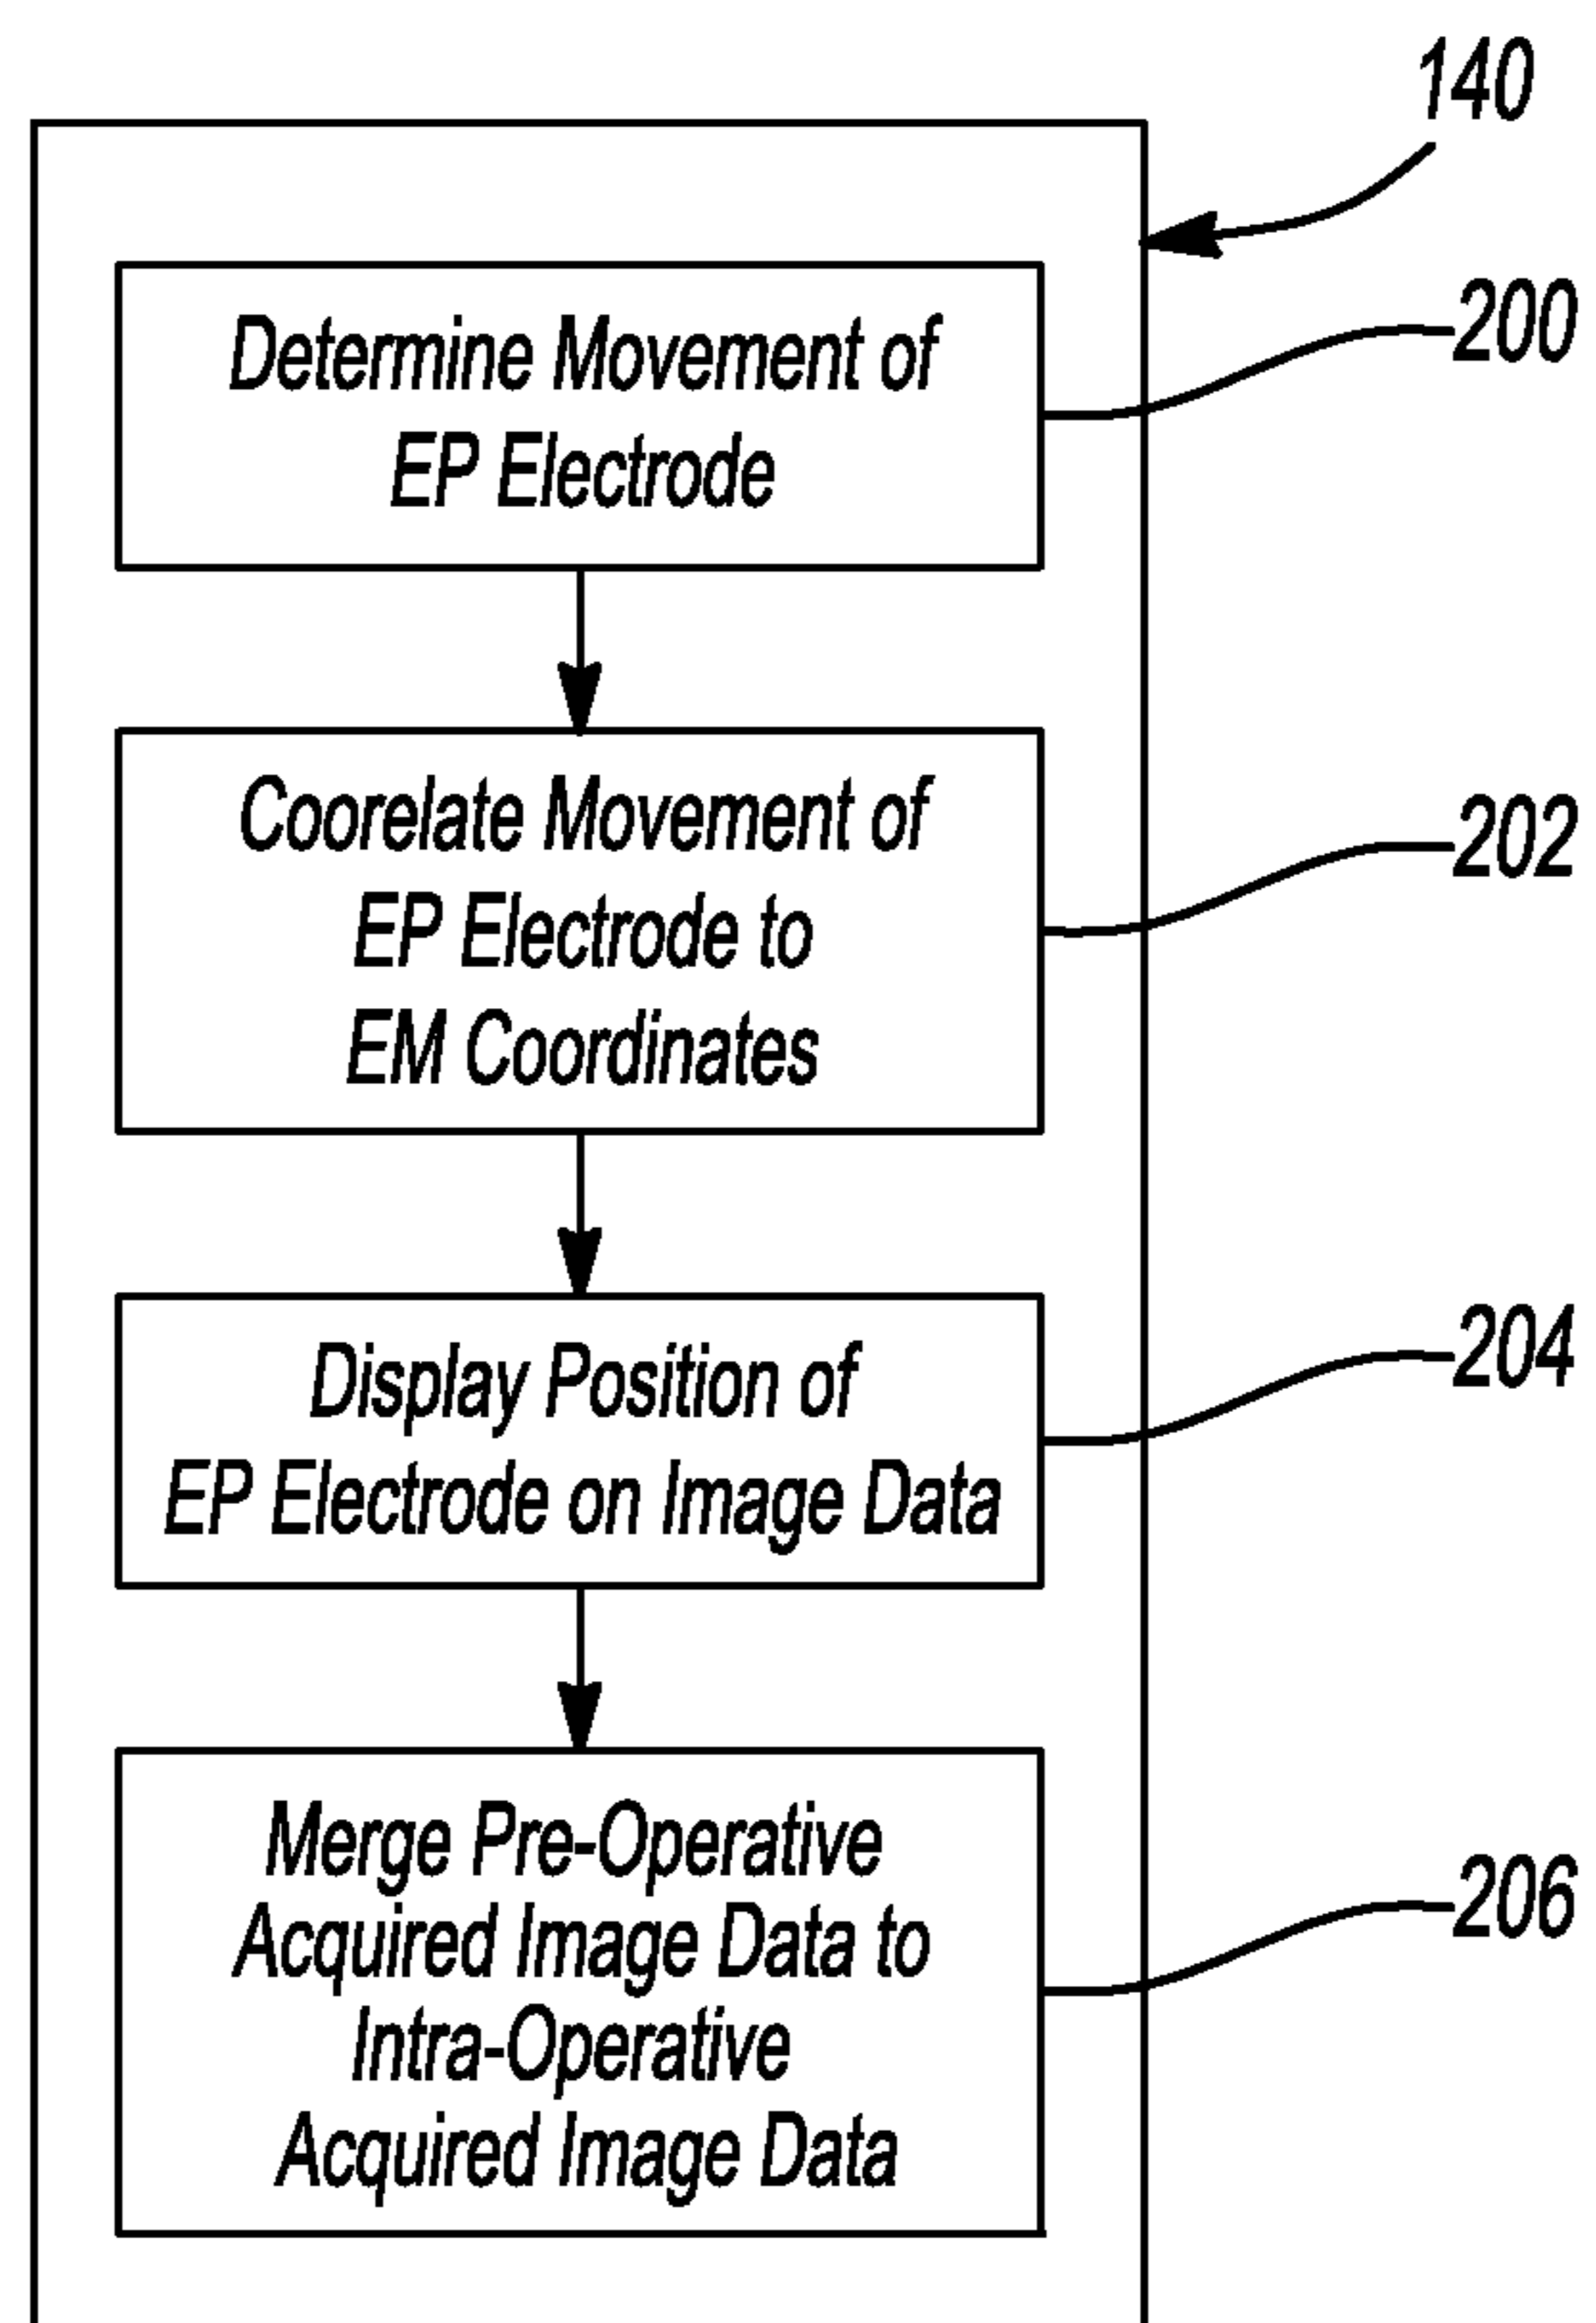 140
Determine Movement of
EP Electrode
200
Coorelate Movement of
EP Electrode to
EM Coordinates
202
Display Position of
EP Electrode on Image Data
204
Merge Pre-Operative
Acquired Image Data to
Intra-Operative
Acquired Image Data
206